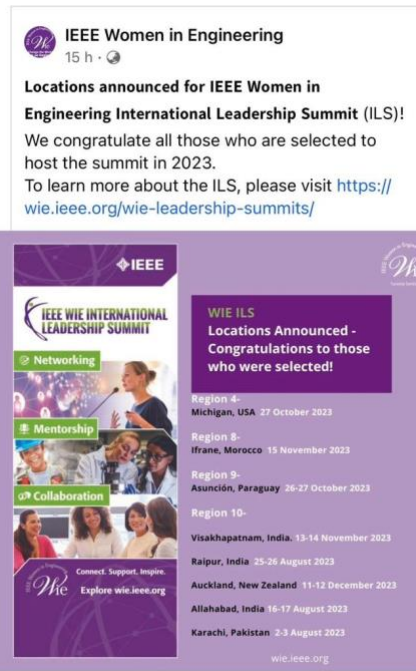 IEEE Women in Engineering
15 h ·
Locations announced for IEEE Women in
Engineering International Leadership Summit (ILS)!
We congratulate all those who are selected to
host the summit in 2023.
To learn more about the ILS, please visit https://
wie.ieee.org/wie-leadership-summits/
IEEE
IEEE WIE INTERNATIONAL
LEADERSHIP SUMMIT
Networking
Mentorship
Collaboration
Wie
Connect. Support. Inspire.
Explore wie.ieee.org
WIE ILS
Locations Announced -
Congratulations to those
who were selected!
Region 4-
Michigan, USA 27 October 2023
Region 8-
Ifrane, Morocco 15 November 2023
Region 9-
Asunción, Paraguay 26-27 October 2023
Region 10-
Visakhapatnam, India. 13-14 November 2023
Raipur, India 25-26 August 2023
Auckland, New Zealand 11-12 December 2023
Allahabad, India 16-17 August 2023
Karachi, Pakistan 2-3 August 2023
wie.ieee.org